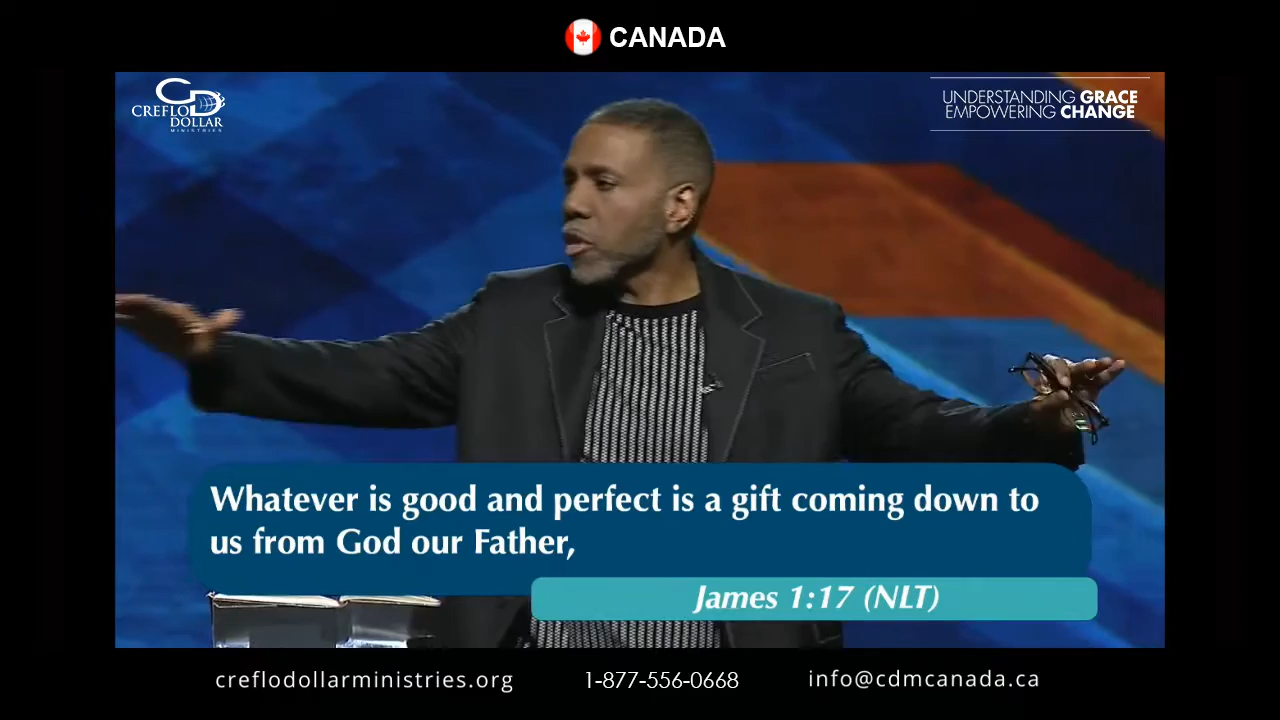 CANADA
CREFLO
DOLLAR
MINISTRIES
UNDERSTANDING GRACE
EMPOWERING CHANGE
Whatever is good and perfect is a gift coming down to
us from God our Father,
James 1:17 (NLT)
creflodollarministries.org 1-877-556-0668 info@cdmcanada.ca